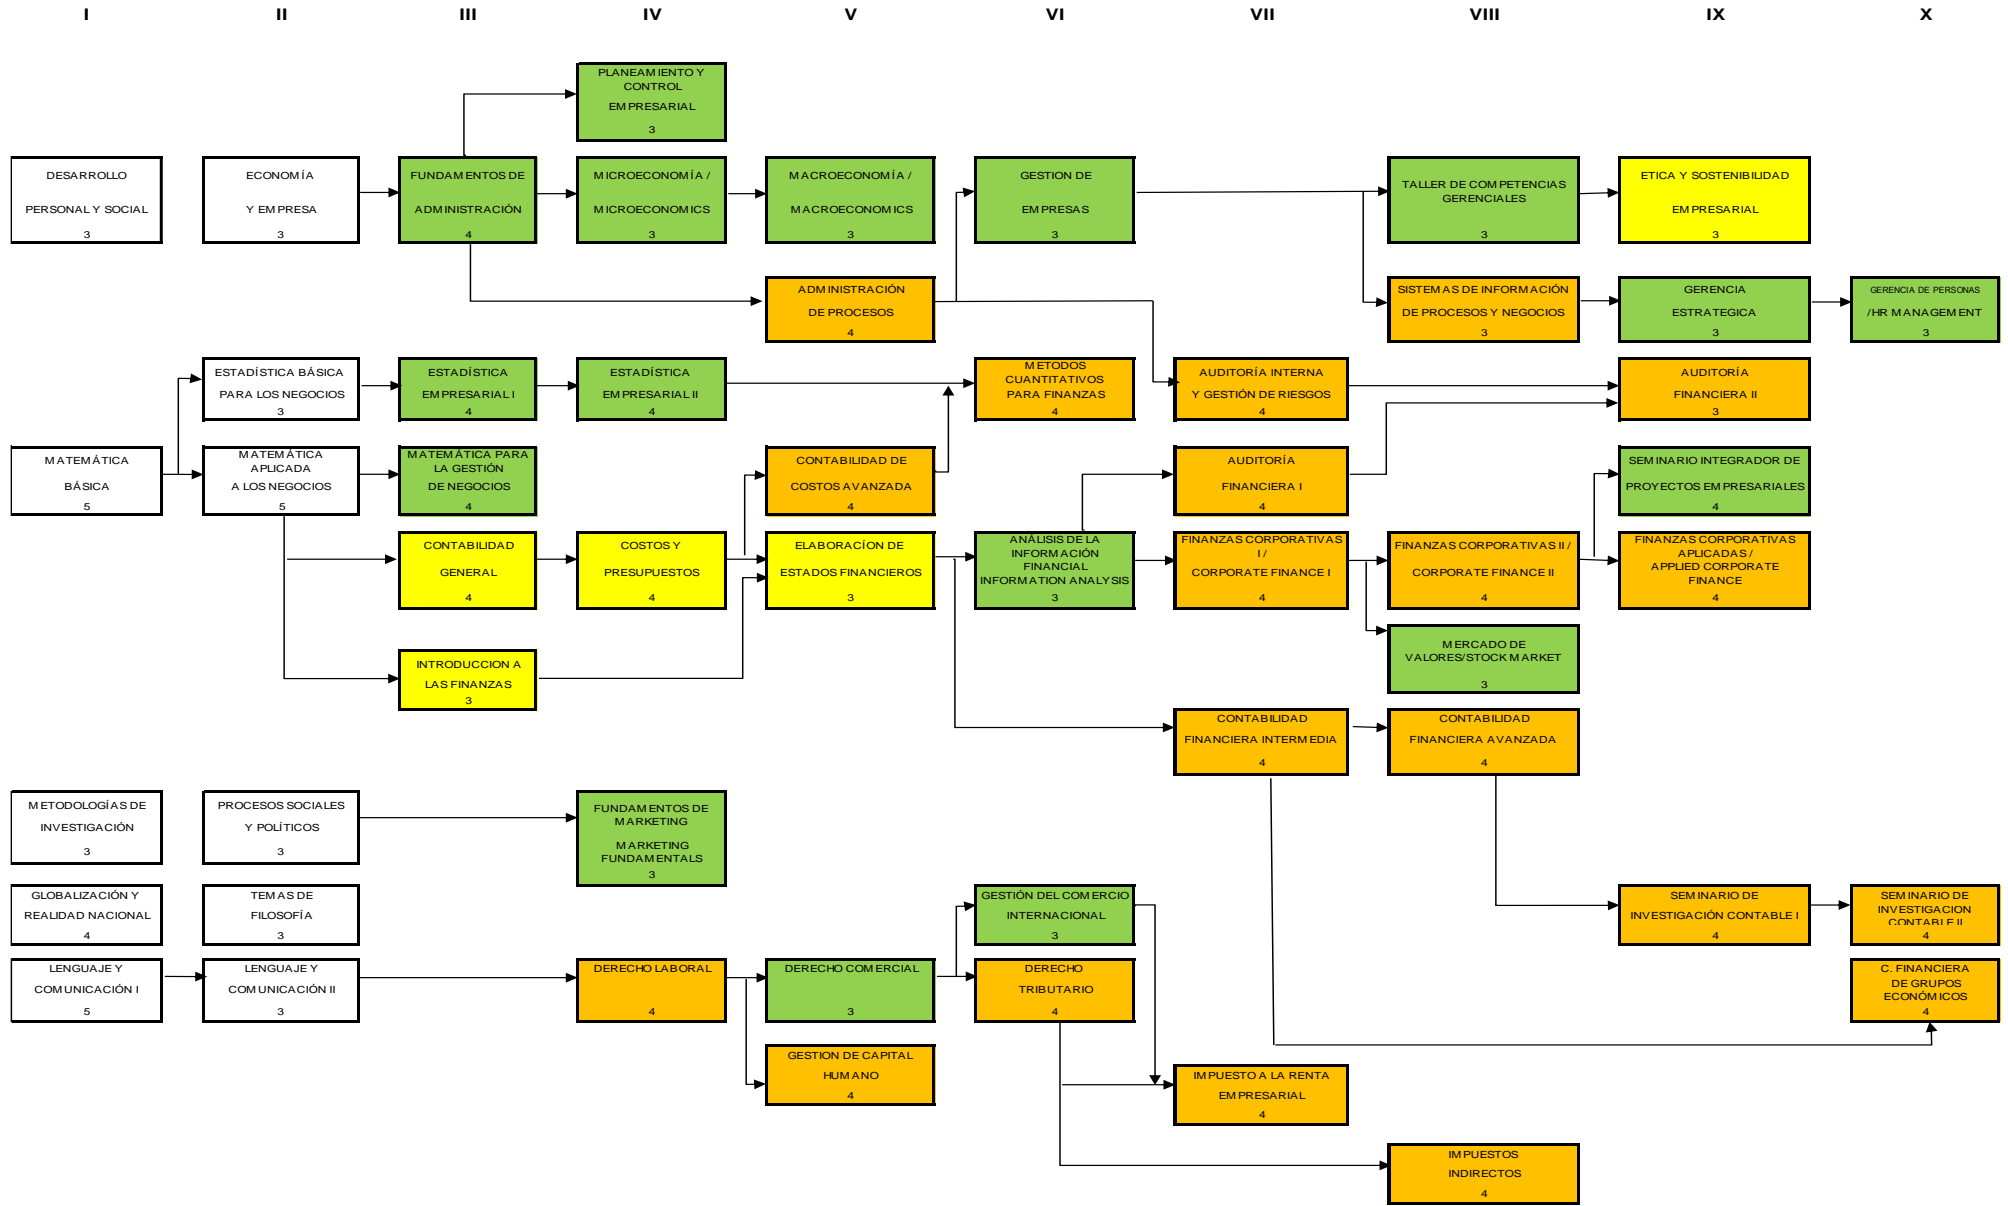 I
II
III
IV
V
VI
VII
VIII
IX
X
PLANEAMIENTO Y
CONTROL
EMPRESARIAL
3
DESARROLLO
PERSONAL Y SOCIAL
3
ECONOMÍA
Y EMPRESA
3
FUNDAMENTOS DE
ADMINISTRACIÓN
4
MICROECONOMÍA /
MICROECONOMICS
3
MACROECONOMÍA /
MACROECONOMICS
3
GESTION DE
EMPRESAS
3
TALLER DE COMPETENCIAS
GERENCIALES
3
ETICA Y SOSTENIBILIDAD
EMPRESARIAL
3
ADMINISTRACIÓN
DE PROCESOS
4
SISTEMAS DE INFORMACIÓN
DE PROCESOS Y NEGOCIOS
3
GERENCIA
ESTRATEGICA
3
GERENCIA DE PERSONAS
/HR MANAGEMENT
3
ESTADÍSTICA BÁSICA
PARA LOS NEGOCIOS
3
ESTADÍSTICA
EMPRESARIAL I
4
ESTADÍSTICA
EMPRESARIAL II
4
METODOS
CUANTITATIVOS
PARA FINANZAS
4
AUDITORÍA INTERNA
Y GESTIÓN DE RIESGOS
4
AUDITORÍA
FINANCIERA II
3
MATEMÁTICA
BÁSICA
5
MATEMÁTICA
APLICADA
A LOS NEGOCIOS
5
MATEMÁTICA PARA
LA GESTIÓN
DE NEGOCIOS
4
CONTABILIDAD DE
COSTOS AVANZADA
4
AUDITORÍA
FINANCIERA I
4
SEMINARIO INTEGRADOR DE
PROYECTOS EMPRESARIALES
4
CONTABILIDAD
GENERAL
4
COSTOS Y
PRESUPUESTOS
4
ELABORACÍON DE
ESTADOS FINANCIEROS
3
ANÁLISIS DE LA
INFORMACIÓN
FINANCIAL
INFORMATION ANALYSIS
3
FINANZAS CORPORATIVAS
I /
CORPORATE FINANCE I
4
FINANZAS CORPORATIVAS II /
CORPORATE FINANCE II
4
FINANZAS CORPORATIVAS
APLICADAS /
APPLIED CORPORATE
FINANCE
4
MERCADO DE
VALORES/STOCK MARKET
3
INTRODUCCION A
LAS FINANZAS
3
CONTABILIDAD
FINANCIERA INTERMEDIA
4
CONTABILIDAD
FINANCIERA AVANZADA
4
METODOLOGÍAS DE
INVESTIGACIÓN
3
PROCESOS SOCIALES
Y POLÍTICOS
3
FUNDAMENTOS DE
MARKETING
MARKETING
FUNDAMENTALS
3
GLOBALIZACIÓN Y
REALIDAD NACIONAL
4
TEMAS DE
FILOSOFÍA
3
GESTIÓN DEL COMERCIO
INTERNACIONAL
3
SEMINARIO DE
INVESTIGACIÓN CONTABLE I
4
SEMINARIO DE
INVESTIGACION
CONTABLE II
4
LENGUAJE Y
COMUNICACIÓN I
5
LENGUAJE Y
COMUNICACIÓN II
3
DERECHO LABORAL
4
DERECHO COMERCIAL
3
DERECHO
TRIBUTARIO
4
C. FINANCIERA
DE GRUPOS
ECONÓMICOS
4
GESTION DE CAPITAL
HUMANO
4
IMPUESTO A LA RENTA
EMPRESARIAL
4
IMPUESTOS
INDIRECTOS
4